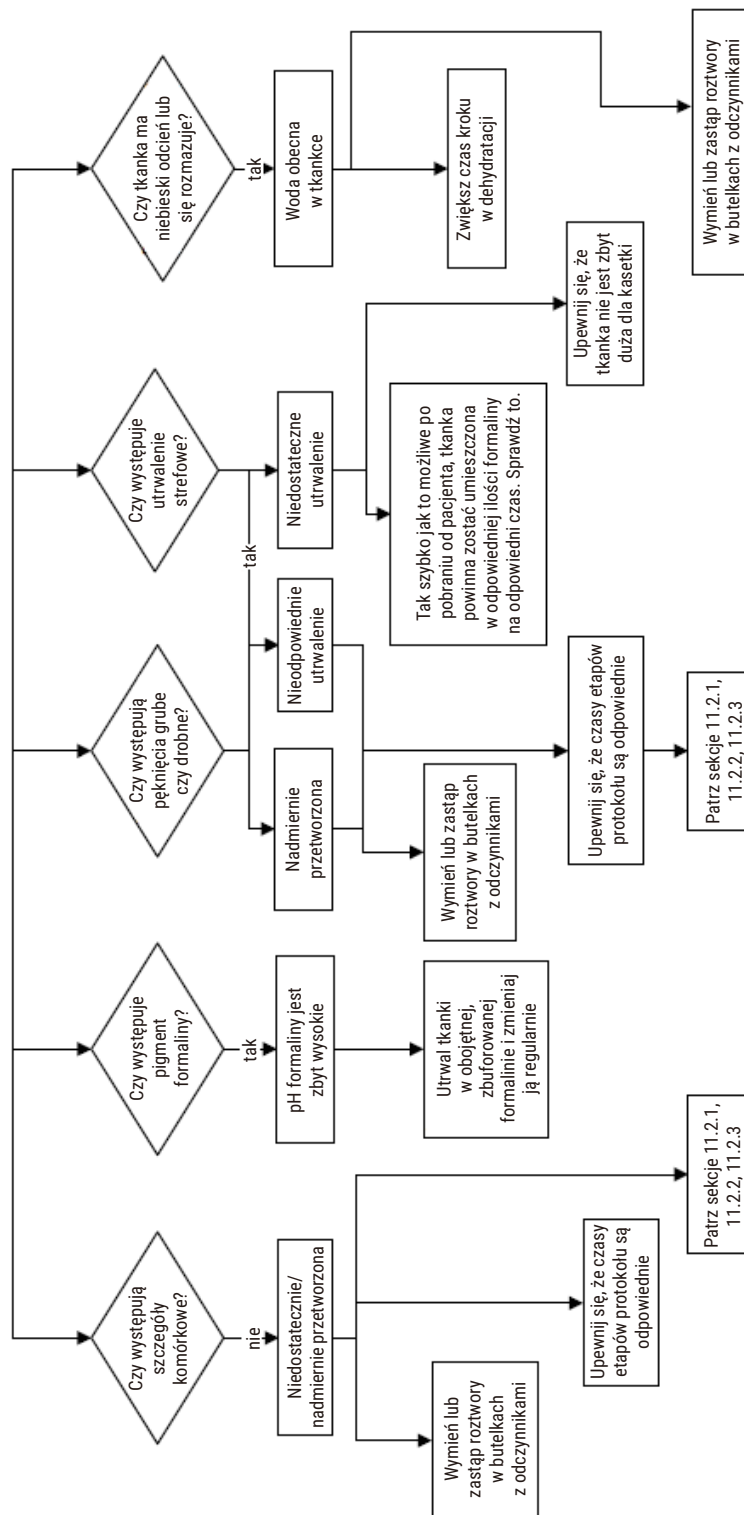 Czy występują
szczegóły
komórkowe?
nie
Niedostatecznie/
nadmiernie przetworzona
Wymień lub
zastąp roztwory
w butelkach
z odczynnikami
Upewnij się, że czasy
etapów protokołu są
odpowiednie
Patrz sekcje 11.2.1,
11.2.2, 11.2.3
Czy występuje
pigment
formaliny?
tak
pH formaliny jest
zbyt wysokie
Utrwal tkanki
w obojętnej,
zbuforowanej
formalinie i zmieniaj
ją regularnie
Czy występują
pęknięcia grube
czy drobne?
Nadmiernie
przetworzona
Wymień lub zastąp
roztwory w butelkach
z odczynnikami
Nieodpowiednie
utrwalenie
Upewnij się, że czasy etapów
protokołu są odpowiednie
Patrz sekcje 11.2.1,
11.2.2, 11.2.3
Czy występuje
utrwalenie
strefowe?
tak
Niedostateczne
utrwalenie
Tak szybko jak to możliwe po
pobraniu od pacjenta, tkanka
powinna zostać umieszczona
w odpowiedniej ilości formaliny
na odpowiedni czas. Sprawdź to.
Upewnij się, że
tkanka nie jest zbyt
duża dla kasetki
Czy tkanka ma
niebieski odcień lub
się rozmazuje?
tak
Woda obecna
w tkankce
Zwiększ czas kroku
w dehydratacji
Wymień lub zastąp roztwory
w butelkach z odczynnikami